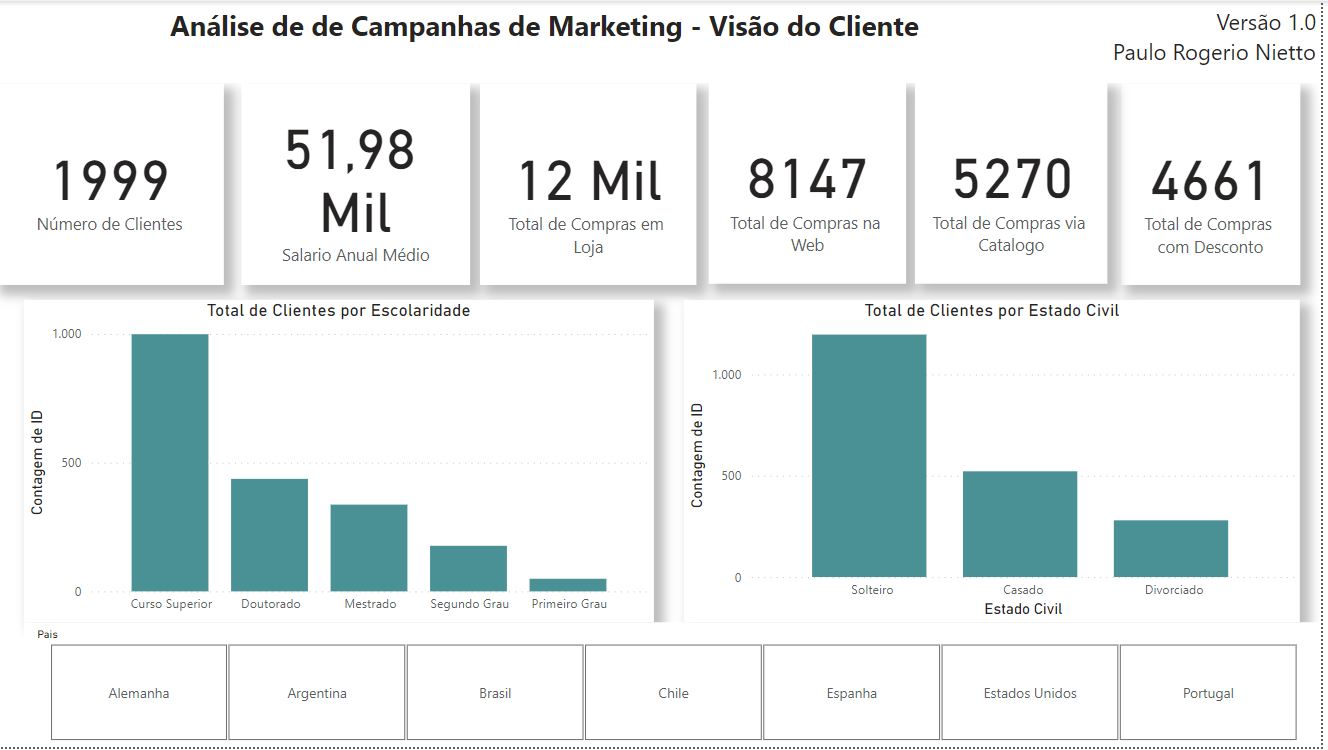 Análise de de Campanhas de Marketing - Visão do Cliente
Versão 1.0
Paulo Rogerio Nietto
1999
Número de Clientes
51,98
Mil
Salario Anual Médio
12 Mil
Total de Compras em
Loja
8147
Total de Compras na
Web
5270
Total de Compras via
Catalogo
4661
Total de Compras
com Desconto
Total de Clientes por Escolaridade
Contagem de ID
1.000
500
0
Curso Superior
Doutorado
Mestrado
Segundo Grau
Primeiro Grau
Total de Clientes por Estado Civil
Contagem de ID
1.000
500
0
Solteiro
Casado
Divorciado
Estado Civil
Pais
Alemanha
Argentina
Brasil
Chile
Espanha
Estados Unidos
Portugal